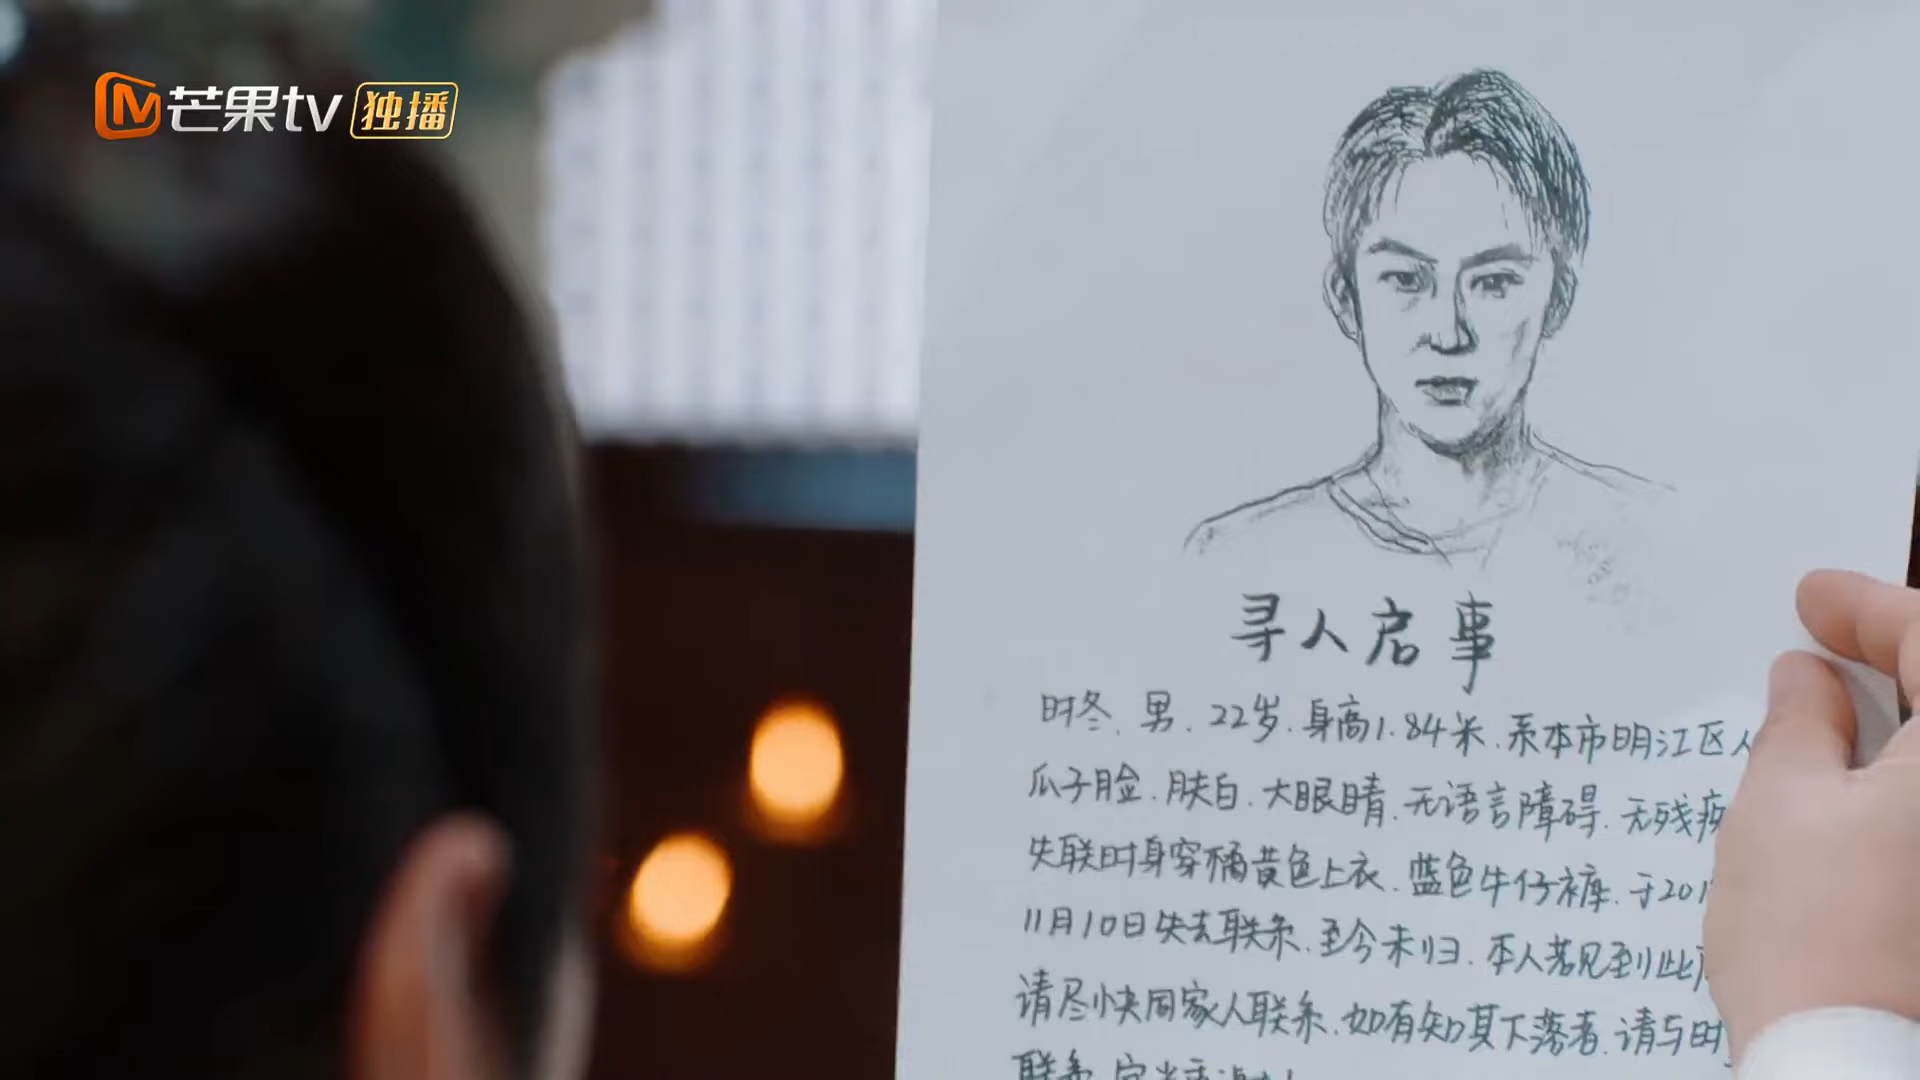 芒果tv 独播
寻人启事
时冬、男、22岁、身高1.84米、系本市明江区人
瓜子脸、肤白、大眼睛、无语言障碍、无残疾
失联时身穿橘黄色上衣、蓝色牛仔裤、于201
11月10日失去联系、至今未归、本人若见到此
请尽快同家人联系、如有知其下落者、请与时
联系